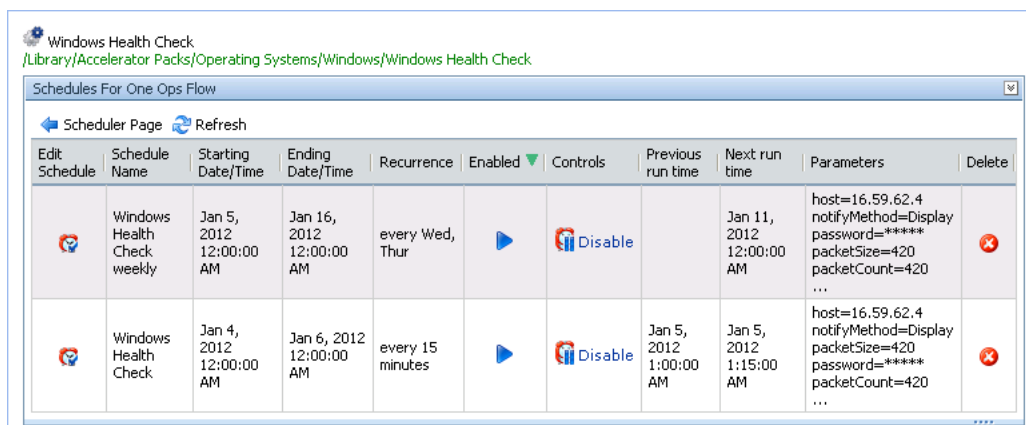 Windows Health Check
/Library/Accelerator Packs/Operating Systems/Windows/Windows Health Check
Schedules For One Ops Flow
Scheduler Page Refresh
Edit Schedule
Schedule Name
Starting Date/Time
Ending Date/Time
Recurrence
Enabled
Controls
Previous run time
Next run time
Parameters
Delete
Windows
Health
Check
weekly
Jan 5,
2012
12:00:00
AM
Jan 16,
2012
12:00:00
AM
every Wed,
Thur
Disable
Jan 11,
2012
12:00:00
AM
host=16.59.62.4
notifyMethod=Display
password=*****
packetSize=420
packetCount=420
...
Windows
Health
Check
Jan 4,
2012
12:00:00
AM
Jan 6, 2012
12:00:00
AM
every 15
minutes
Disable
Jan 5,
2012
1:00:00
AM
Jan 5,
2012
1:15:00
AM
host=16.59.62.4
notifyMethod=Display
packetSize=420
password=*****
packetCount=420
...